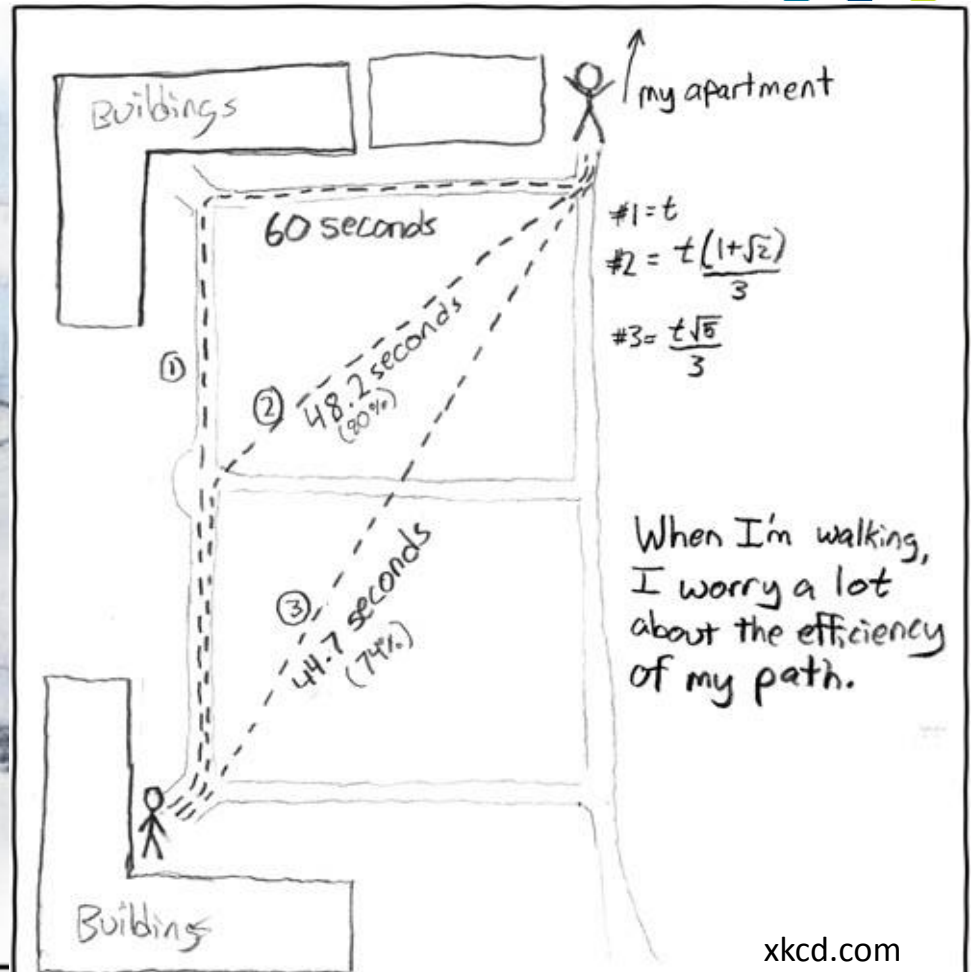 Buildings
my apartment
60 seconds
#1 = t
#2 = t(1+√2)/3
#3 = t√5/3
①
②
48.2 seconds
(80%)
③
44.7 seconds
(74%)
When I'm walking,
I worry a lot
about the efficiency
of my path.
Buildings
xkcd.com